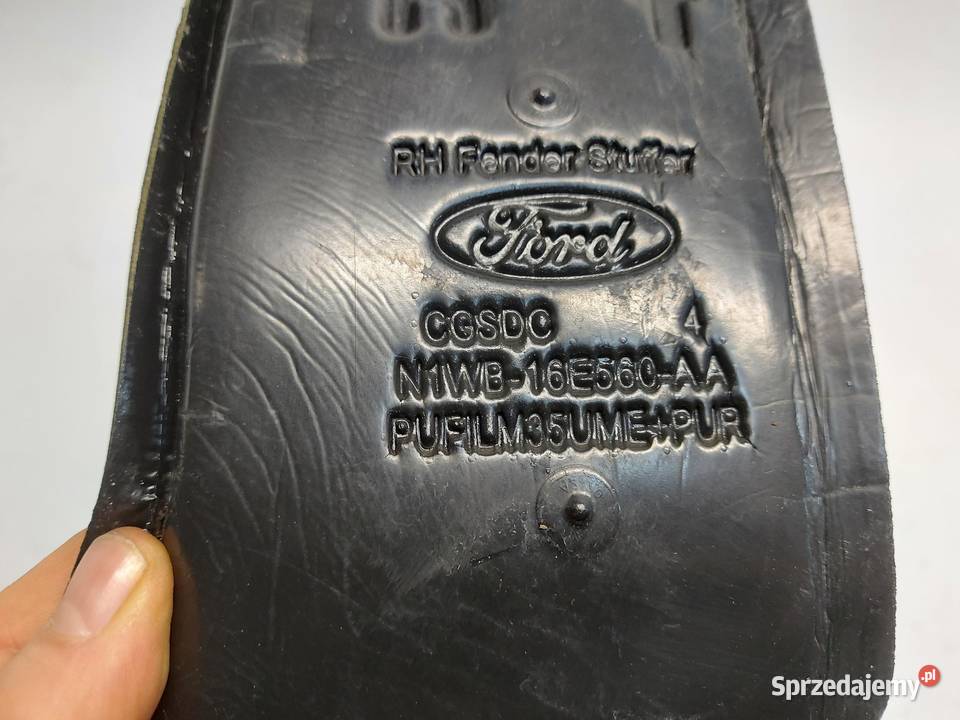 RH Fender Stuffer
Ford
CGSDC 4
N1WB-16E560-AA
PUFILM35UME+PUR
Sprzedajemy.pl